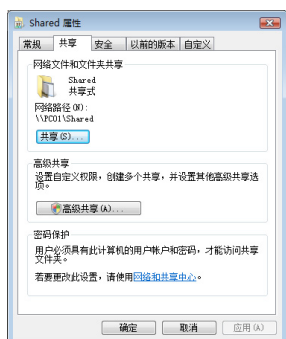 Shared 属性
常规 共享 安全 以前的版本 自定义
网络文件和文件夹共享
Shared
共享式
网络路径(N):
\\PC01\Shared
共享(S)...
高级共享
设置自定义权限，创建多个共享，并设置其他高级共享选
项。
高级共享(A)...
密码保护
用户必须具有此计算机的用户帐户和密码，才能访问共享
文件夹。
若要更改此设置，请使用网络和共享中心。
确定 取消 应用(A)